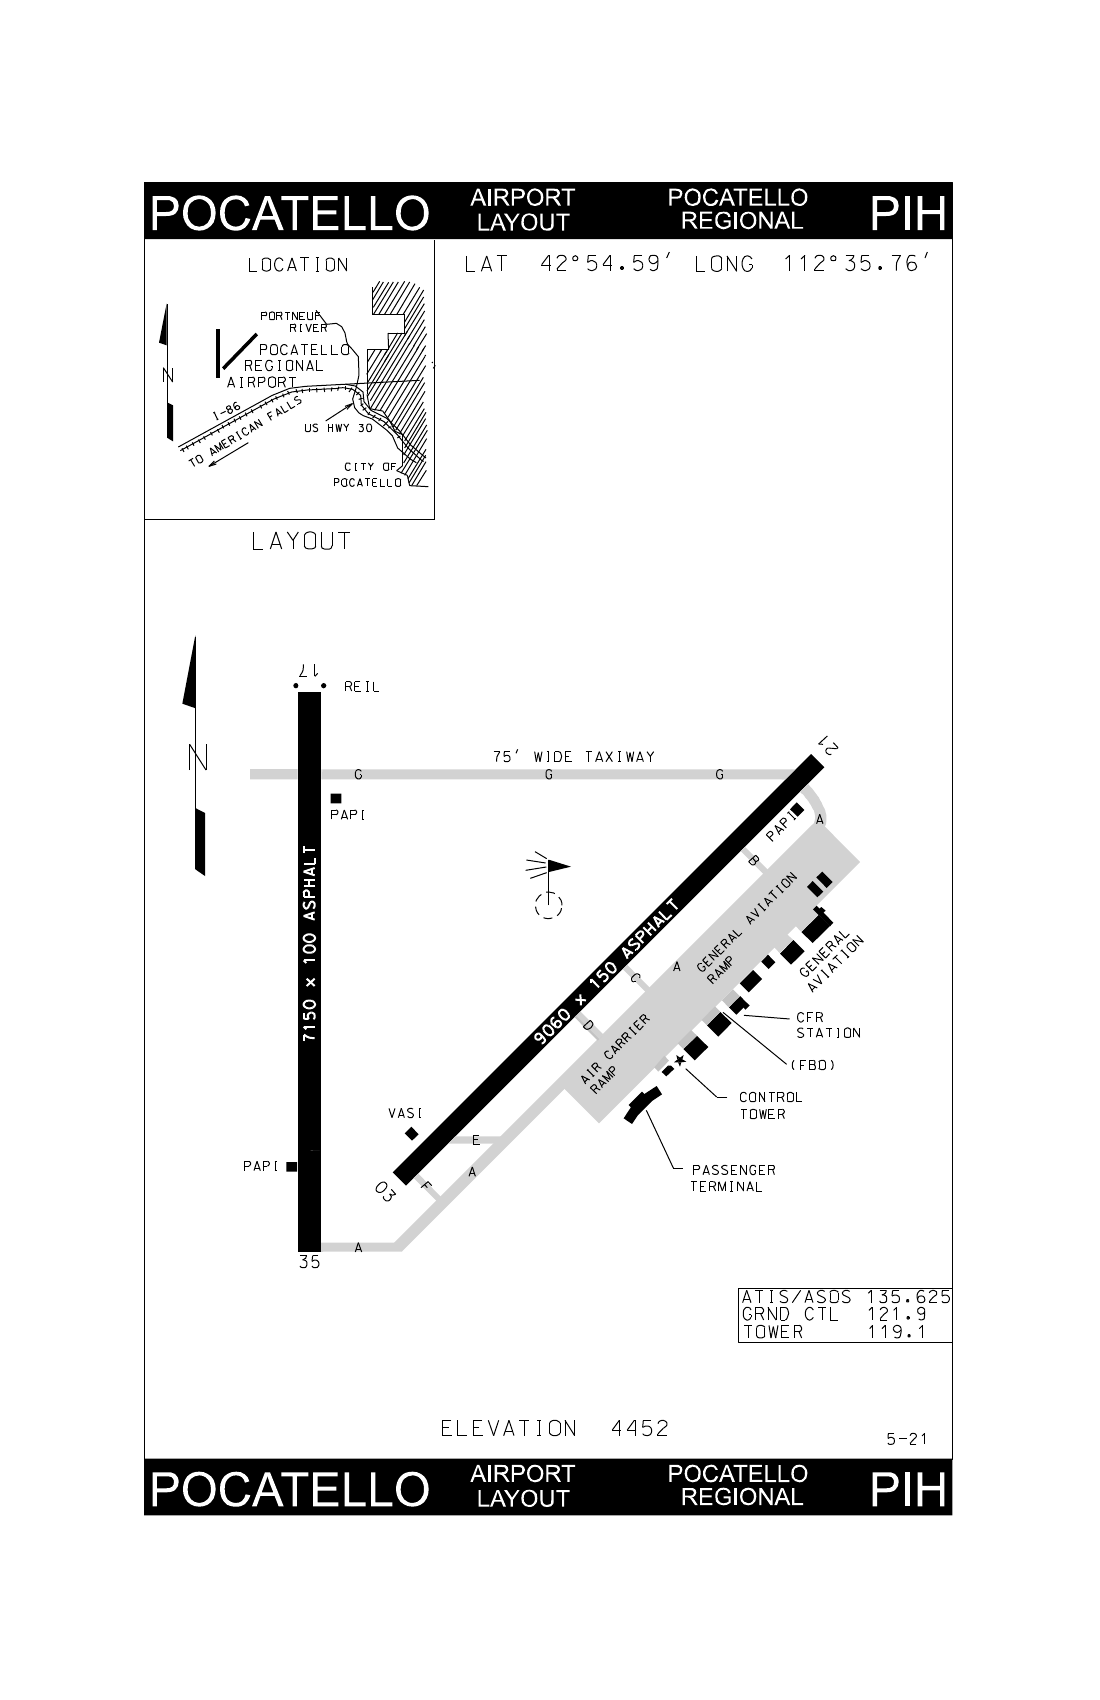 POCATELLO AIRPORT LAYOUT POCATELLO REGIONAL PIH
LOCATION
LAT 42°54.59′ LONG 112°35.76′
PORTNEUF
RIVER
POCATELLO
REGIONAL
AIRPORT
N
I-86
TO AMERICAN FALLS
US HWY 30
CITY OF
POCATELLO
LAYOUT
N
17
REIL
75′ WIDE TAXIWAY
21
G G G
PAPI
PAPI
A
B
7150 × 100 ASPHALT
9060 × 150 ASPHALT
GENERAL AVIATION
RAMP
A
C
D
GENERAL
AVIATION
AIR CARRIER
RAMP
CFR
STATION
(FBO)
CONTROL
TOWER
VASI
E
A
F
PAPI
03
PASSENGER
TERMINAL
A
35
ATIS/ASOS 135.625
GRND CTL 121.9
TOWER 119.1
ELEVATION 4452
5-21
POCATELLO AIRPORT LAYOUT POCATELLO REGIONAL PIH